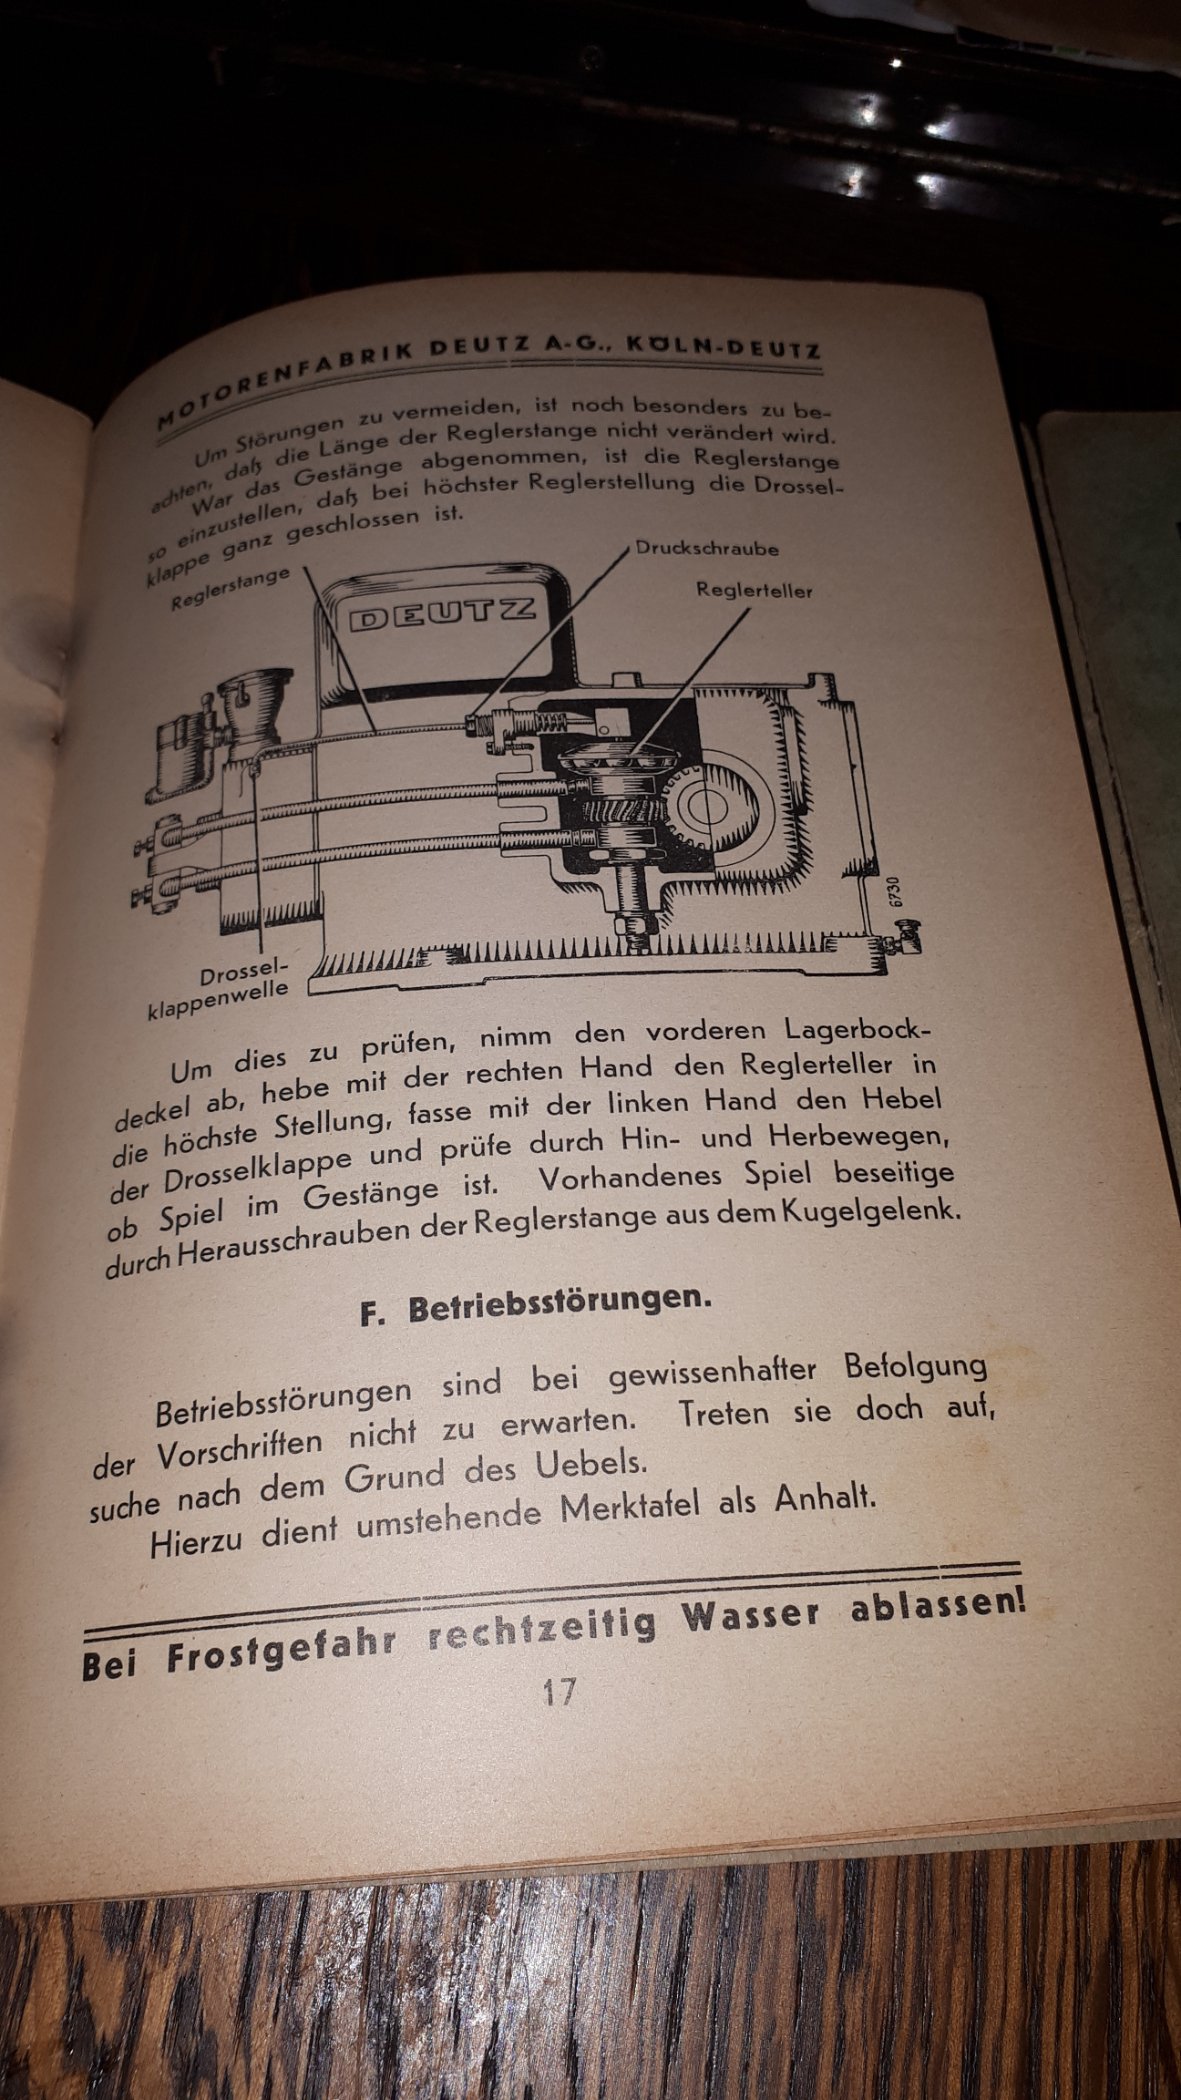 MOTORENFABRIK DEUTZ A-G., KÖLN-DEUTZ
Um Störungen zu vermeiden, ist noch besonders zu be-
achten, daß die Länge der Reglerstange nicht verändert wird.
War das Gestänge abgenommen, ist die Reglerstange
so einzustellen, daß bei höchster Reglerstellung die Drossel-
klappe ganz geschlossen ist.
Druckschraube
Reglerstange
Reglerteller
DEUTZ
6730
Drossel-
klappenwelle
Um dies zu prüfen, nimm den vorderen Lagerbock-
deckel ab, hebe mit der rechten Hand den Reglerteller in
die höchste Stellung, fasse mit der linken Hand den Hebel
der Drosselklappe und prüfe durch Hin- und Herbewegen,
ob Spiel im Gestänge ist. Vorhandenes Spiel beseitige
durch Herausschrauben der Reglerstange aus dem Kugelgelenk.
F. Betriebsstörungen.
Betriebsstörungen sind bei gewissenhafter Befolgung
der Vorschriften nicht zu erwarten. Treten sie doch auf,
suche nach dem Grund des Uebels.
Hierzu dient umstehende Merktafel als Anhalt.
Bei Frostgefahr rechtzeitig Wasser ablassen!
17